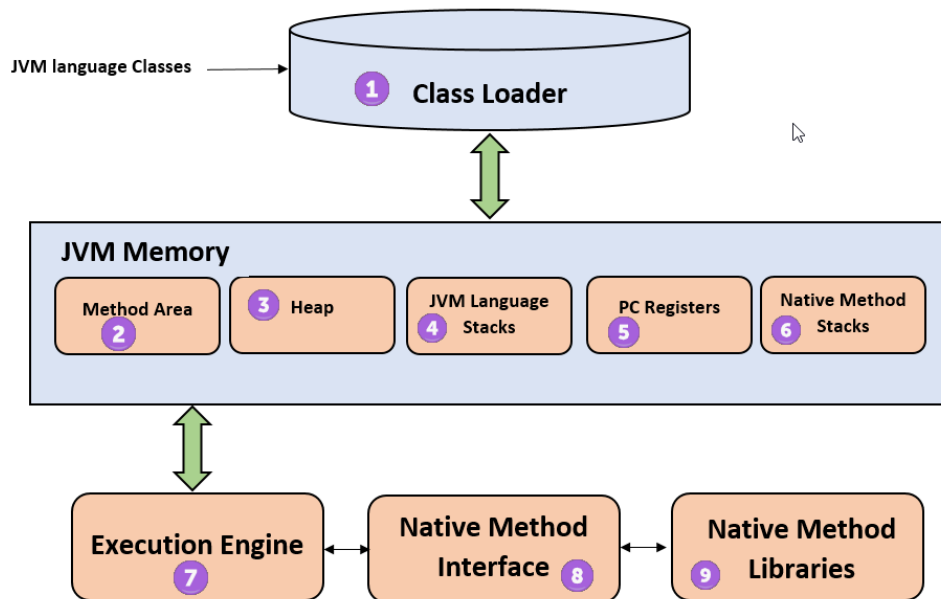 JVM language Classes
1
Class Loader
JVM Memory
Method Area
2
3
Heap
JVM Language
Stacks
4
PC Registers
5
Native Method
Stacks
6
Execution Engine
7
Native Method
Interface
8
Native Method
Libraries
9